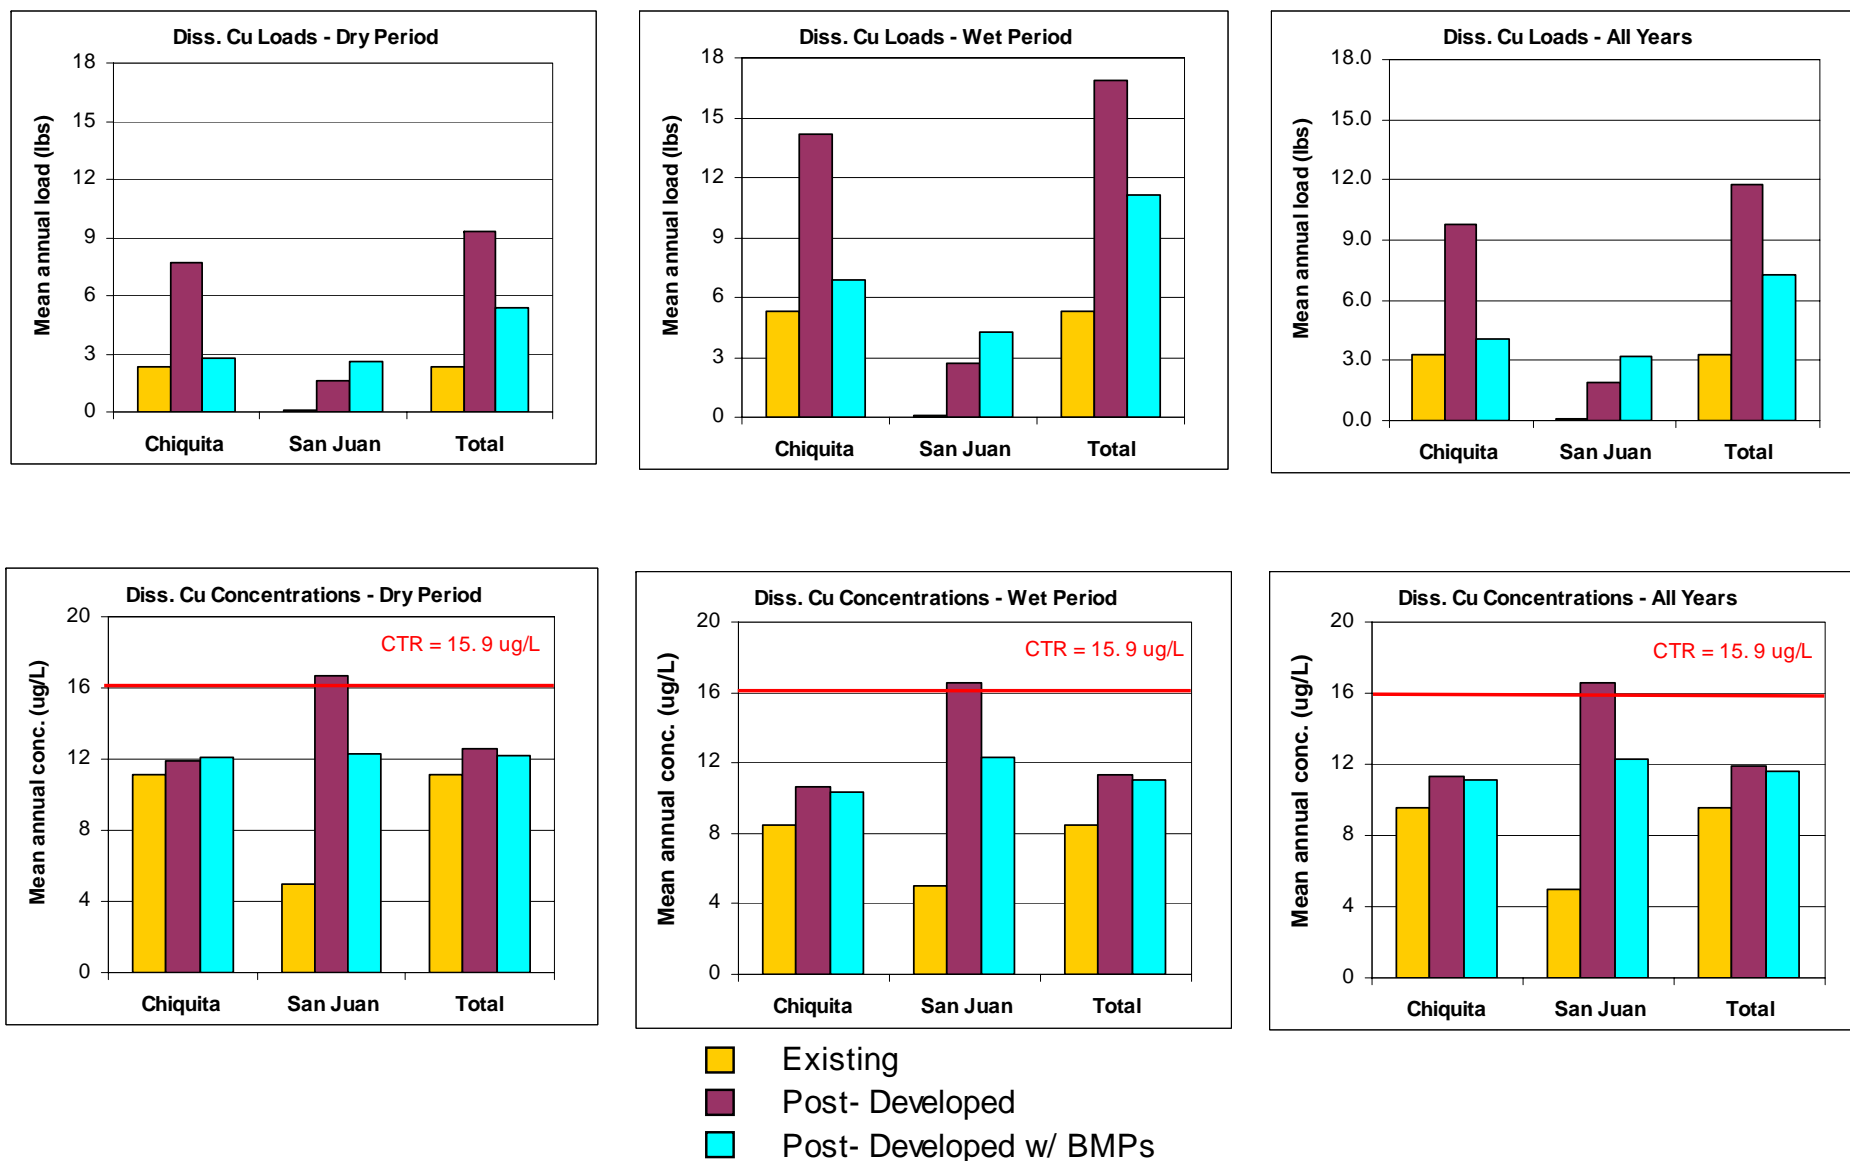 Diss. Cu Loads - Dry Period
Mean annual load (lbs)
18
15
12
9
6
3
0
Chiquita San Juan Total
Diss. Cu Loads - Wet Period
Mean annual load (lbs)
18
15
12
9
6
3
0
Chiquita San Juan Total
Diss. Cu Loads - All Years
Mean annual load (lbs)
18.0
15.0
12.0
9.0
6.0
3.0
0.0
Chiquita San Juan Total
Diss. Cu Concentrations - Dry Period
CTR = 15. 9 ug/L
Mean annual conc. (ug/L)
20
16
12
8
4
0
Chiquita San Juan Total
Diss. Cu Concentrations - Wet Period
CTR = 15. 9 ug/L
Mean annual conc. (ug/L)
20
16
12
8
4
0
Chiquita San Juan Total
Diss. Cu Concentrations - All Years
CTR = 15. 9 ug/L
Mean annual conc. (ug/L)
20
16
12
8
4
0
Chiquita San Juan Total
Existing
Post- Developed
Post- Developed w/ BMPs